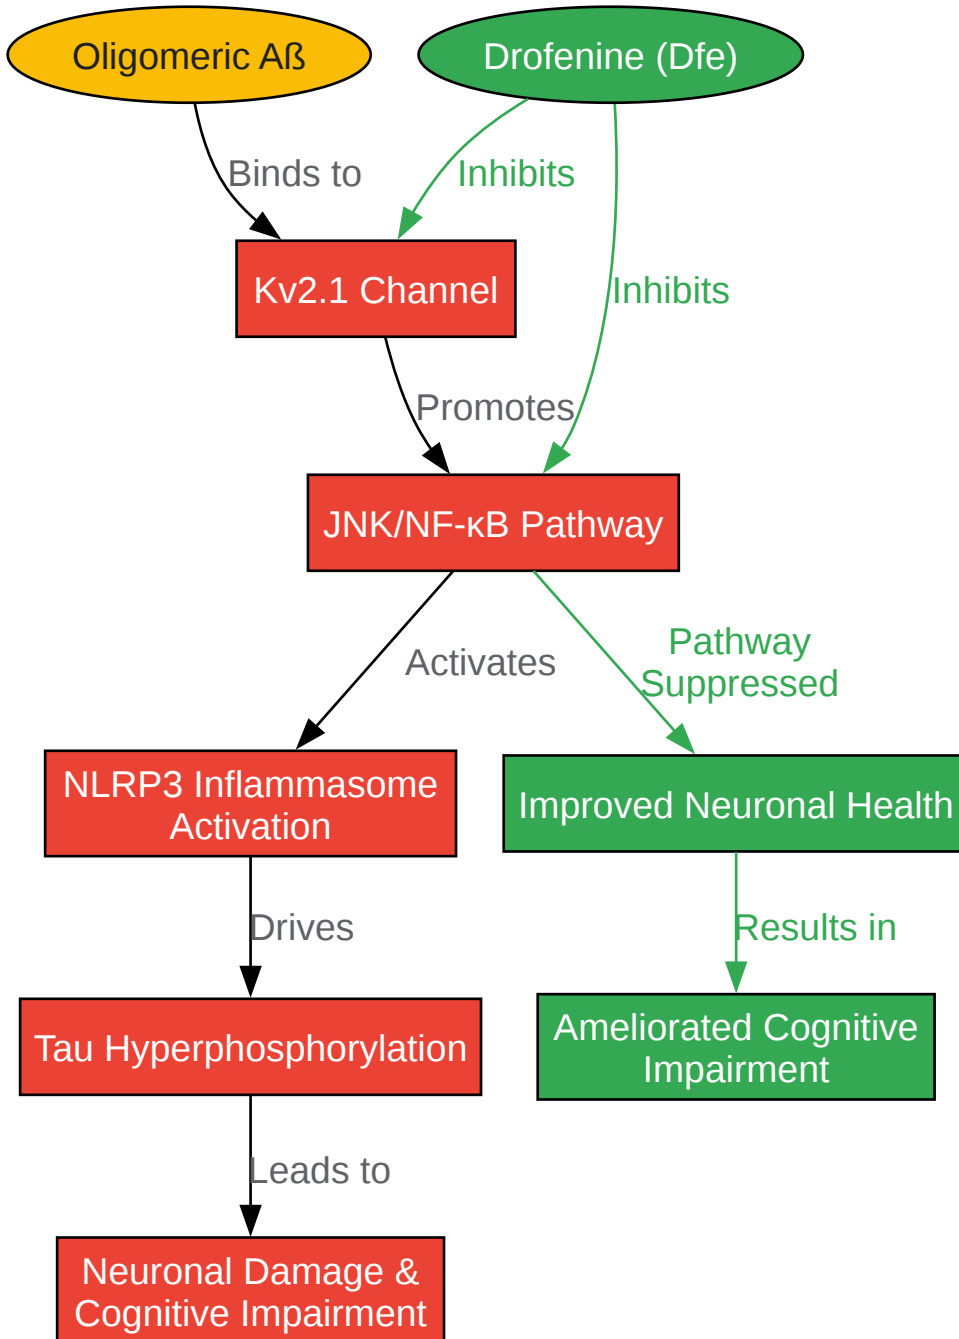 Oligomeric Aß
Drofenine (Dfe)
Binds to
Inhibits
Kv2.1 Channel
Inhibits
Promotes
JNK/NF-κB Pathway
Activates
Pathway
Suppressed
NLRP3 Inflammasome
Activation
Improved Neuronal Health
Drives
Results in
Tau Hyperphosphorylation
Ameliorated Cognitive
Impairment
Leads to
Neuronal Damage &
Cognitive Impairment